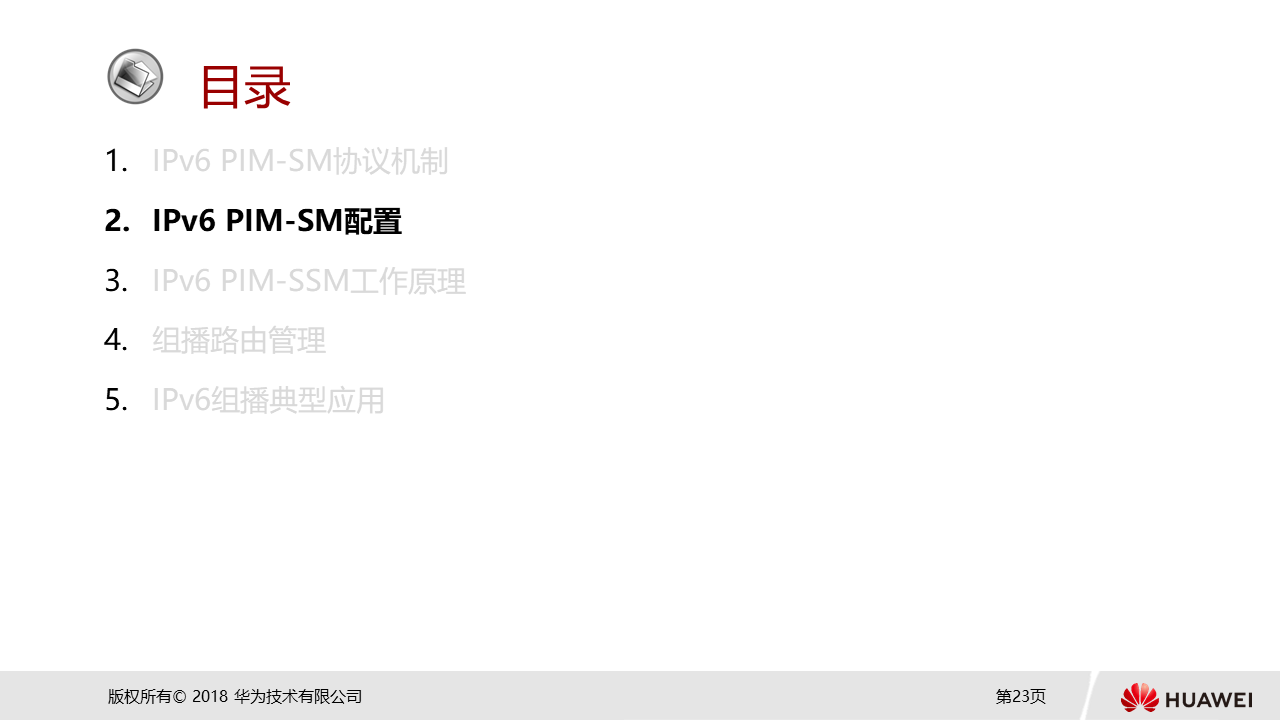 目录
1. IPv6 PIM-SM协议机制
2. IPv6 PIM-SM配置
3. IPv6 PIM-SSM工作原理
4. 组播路由管理
5. IPv6组播典型应用
版权所有© 2018 华为技术有限公司
第23页
HUAWEI